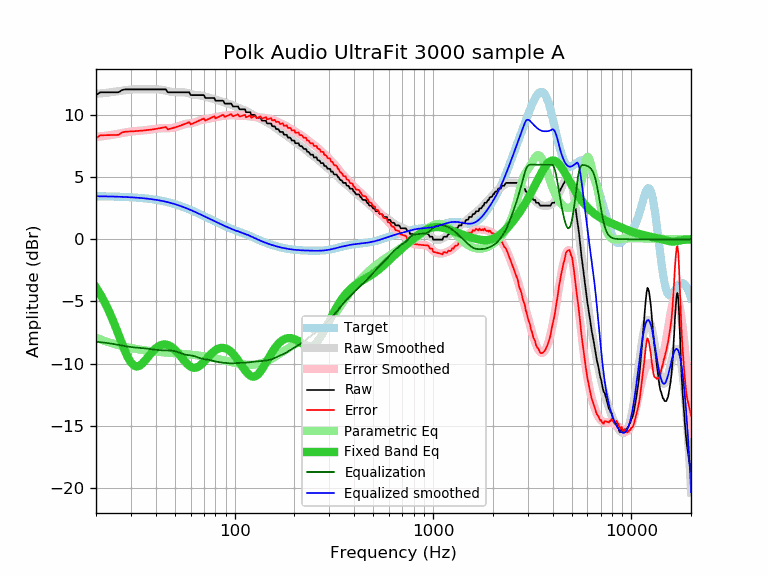 Polk Audio UltraFit 3000 sample A
Amplitude (dBr)
10
5
0
−5
−10
−15
−20
Target
Raw Smoothed
Error Smoothed
Raw
Error
Parametric Eq
Fixed Band Eq
Equalization
Equalized smoothed
100
1000
10000
Frequency (Hz)